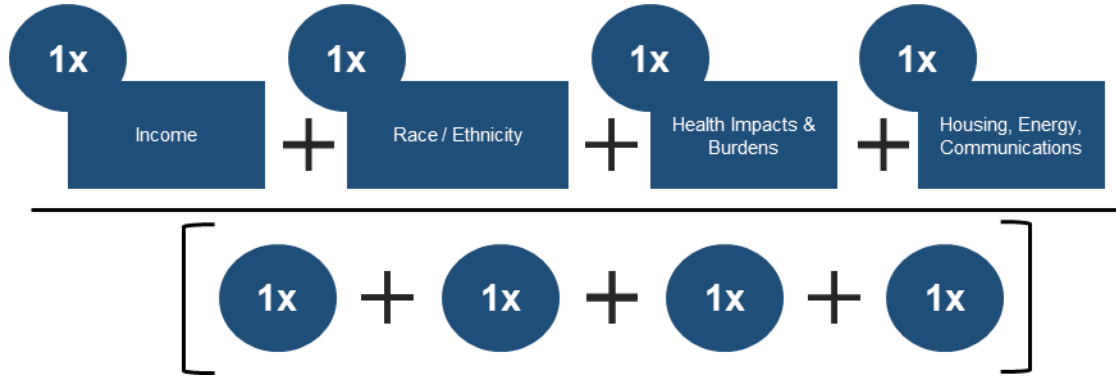 1x
1x
1x
1x
Income
+
Race / Ethnicity
+
Health Impacts &
Burdens
+
Housing, Energy,
Communications
[ 1x + 1x + 1x + 1x ]